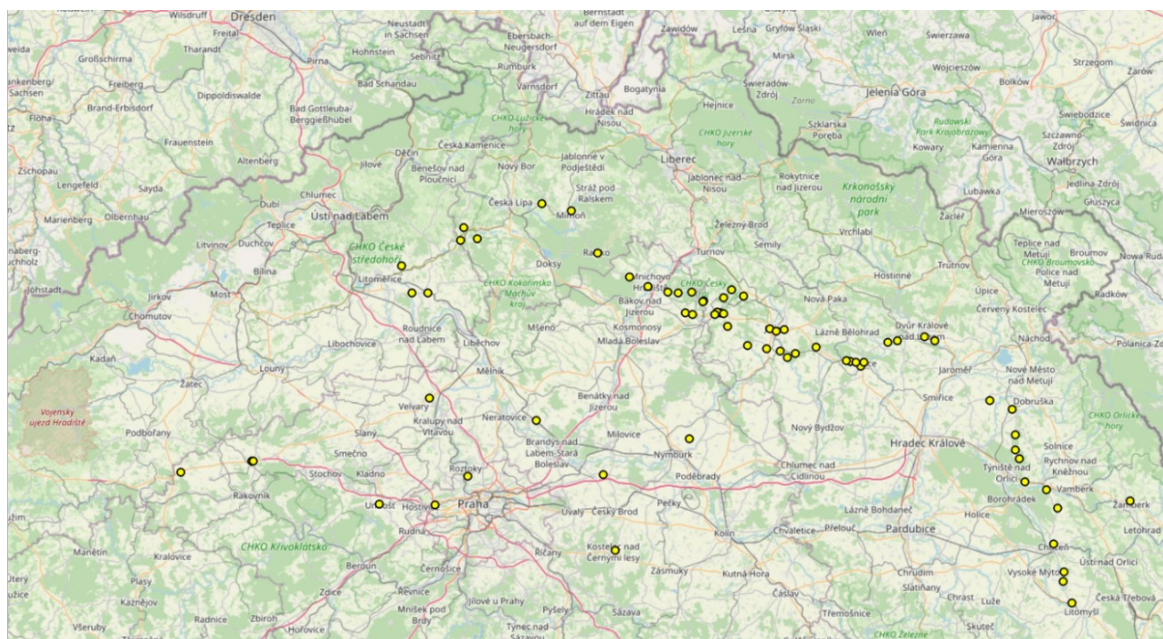 Dresden
Wilsdruff
Freital
Tharandt
Neustadt
in Sachsen
Ebersbach-
Neugersdorf
Bernstadt
auf dem Eigen
Zawidów
Leśna
Gryfów Śląski
Wleń
Świerzawa
Jawor
Großschirma
Freiberg
Brand-Erbisdorf
Flöha
Frauenstein
Dippoldiswalde
Pirna
Hohnstein
Sebnitz
Bad Schandau
Bad Gottleuba-
Berggießhübel
Rumburk
Varnsdorf
Zittau
Bogatynia
Hrádek nad
Nisou
Hejnice
Mirsk
Świeradów
Zdrój
Wojcieszów
Bolków
Strzegom
Żarów
Jelenia Góra
Świebodzice
Świdnica
Szczawno-
Zdrój
Wałbrzych
Zschopau
Lengefeld
Marienberg
Olbernhau
Sayda
Altenberg
Chlumec
Dubí
Teplice
Litvínov
Duchcov
Most
Bílina
Jirkov
Chomutov
Jöhstadt
Kadaň
Žatec
Louny
Podbořany
Vojenský
újezd Hradiště
Jílové
Děčín
Ústí nad Labem
Benešov nad
Ploučnicí
Česká Kamenice
CHKO Lužické
hory
Nový Bor
Jablonné v
Podještědí
Liberec
CHKO Jizerské
hory
Zorno
Szklarska
Poręba
Rudawski
Park Krajobrazowy
Kowary
Kamienna
Góra
Jedlina Zdrój
Głuszyca
Lubawka
Mieroszów
Česká Lípa
Stráž pod
Ralskem
Mimoň
Jablonec nad
Nisou
Rokytnice
nad Jizerou
Krkonošský
národní
park
Žacléř
Vrchlabí
Železný Brod
Semily
Turnov
Trutnov
Hostinné
Úpice
Teplice nad
Metují
Broumov
CHKO Broumovsko
Police nad
Metují
Nowa Ruda
Radków
Červený Kostelec
CHKO České
středohoří
Litoměřice
Doksy
CHKO Kokořínsko
Máchův
kraj
Roudnice
nad Labem
Liběchov
Libochovice
Mšeno
Mělník
Bakov nad
Jizerou
Kosmonosy
Mladá Boleslav
Nová Paka
Lázně Bělohrad
Dvůr Králové
Náchod
Polanica-Zdrój
Jaroměř
Nové Město
nad Metují
Dobruška
CHKO Orlické
hory
Smiřice
Velvary
Kralupy nad
Vltavou
Neratovice
Benátky nad
Jizerou
Brandýs nad
Labem-Stará
Boleslav
Milovice
Nymburk
Poděbrady
Nový Bydžov
Chlumec nad
Cidlinou
Hradec Králové
Solnice
Rychnov nad
Kněžnou
Týniště nad
Orlicí
Borohrádek
Vamberk
Žamberk
Letohrad
Slaný
Smečno
Stochov
Kladno
Rakovník
Roztoky
Praha
Rudná
Úvaly
Český Brod
Pečky
Kolín
Lázně Bohdaneč
Holice
Chvaletice
Přelouč
Pardubice
CHKO Křivoklátsko
Manětín
Kralovice
Plasy
Kaznějov
Všeruby
Radnice
Zbiroh
Beroun
Zdice
Hořovice
Černošice
Řevnice
Mníšek pod
Brdy
Jílové u Prahy
Říčany
Kostelec nad
Černými lesy
Zásmuky
Kutná Hora
Čáslav
Sázava
Pyšely
Týnec nad
Chrudim
Slatiňany
Třemošnice
Chrast
Luže
Skuteč
CHKO Železné
Choceň
Vysoké Mýto
Ústí nad Orlicí
Česká Třebová
Litomyšl